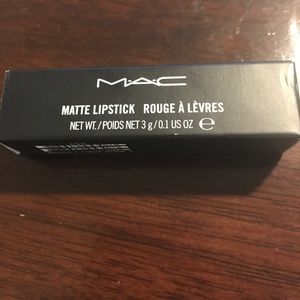 M·A·C
MATTE LIPSTICK ROUGE À LÈVRES
NET WT./POIDS NET 3 g/0.1 US OZ ℮